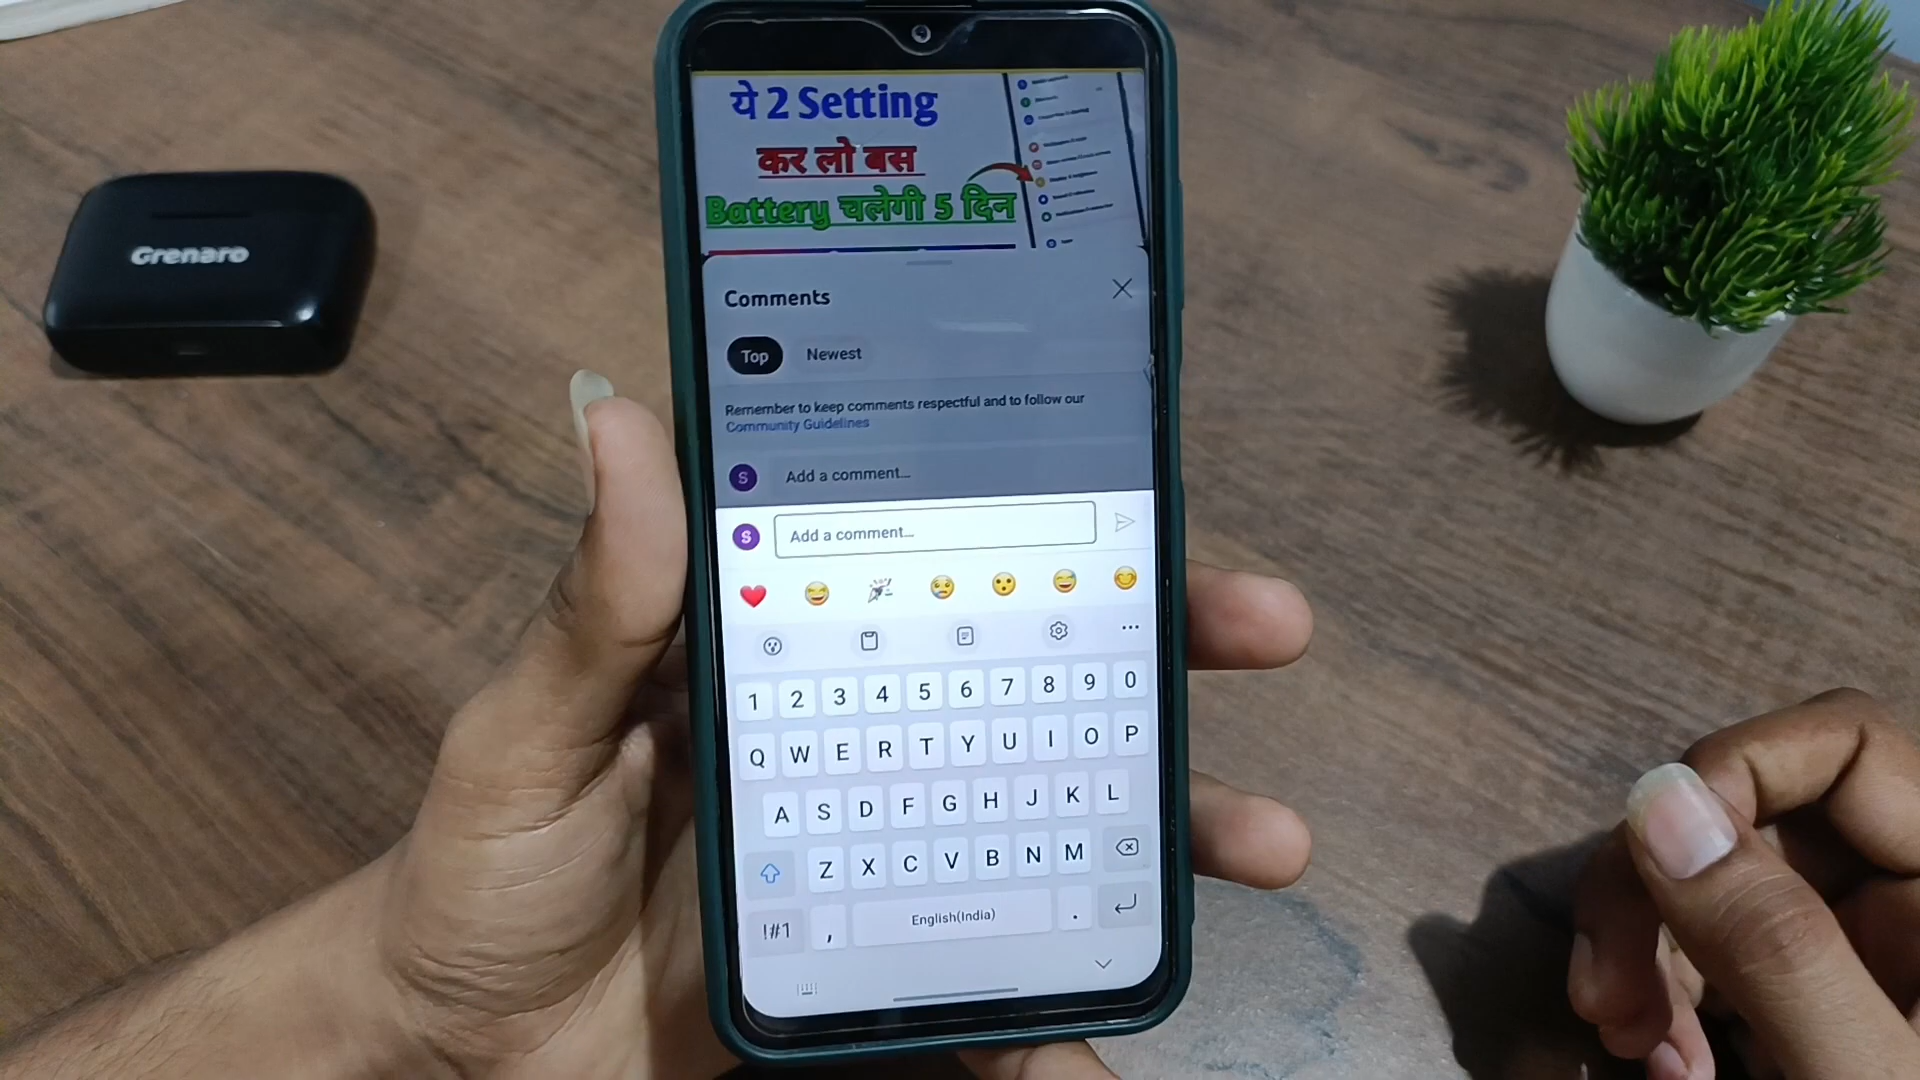 ये 2 Setting
कर लो बस
Battery चलेगी 5 दिन
Grenaro
Comments
Top Newest
Remember to keep comments respectful and to follow our
Community Guidelines
S Add a comment...
S Add a comment...
1 2 3 4 5 6 7 8 9 0
Q W E R T Y U I O P
A S D F G H J K L
Z X C V B N M
!#1 , English(India) .